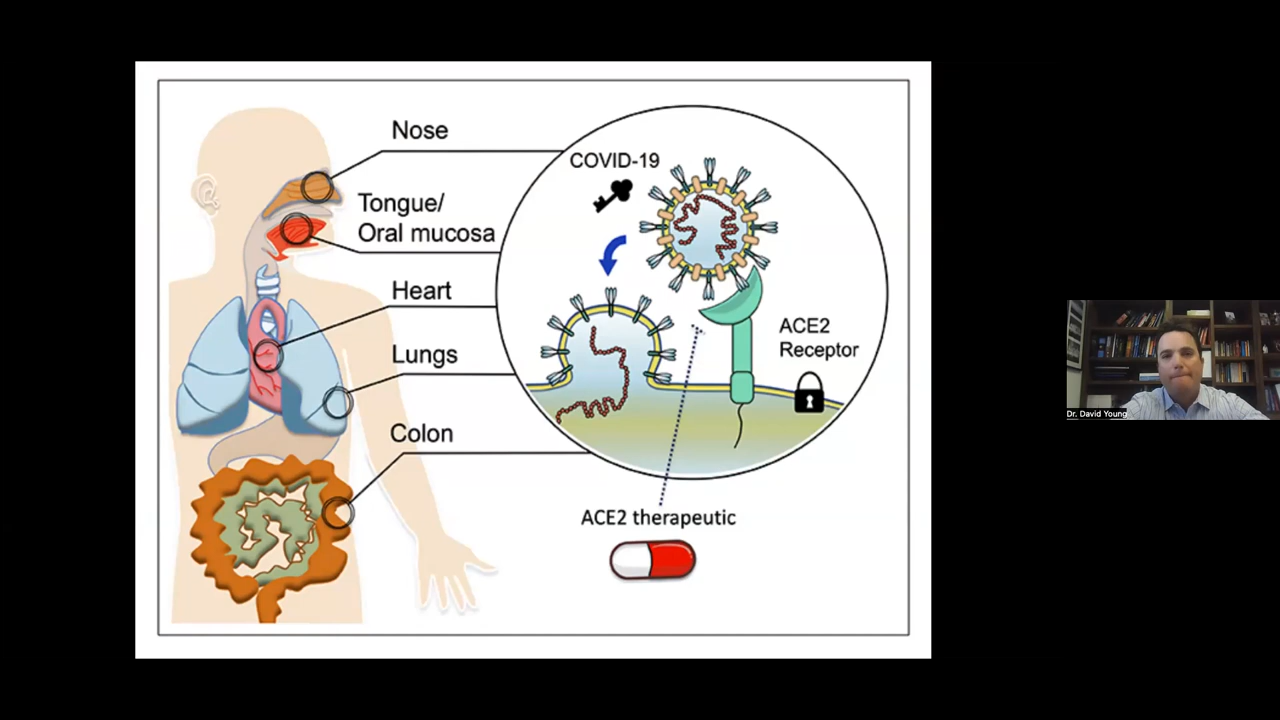 Nose
Tongue/
Oral mucosa
Heart
Lungs
Colon
COVID-19
ACE2
Receptor
ACE2 therapeutic
Dr. David Young